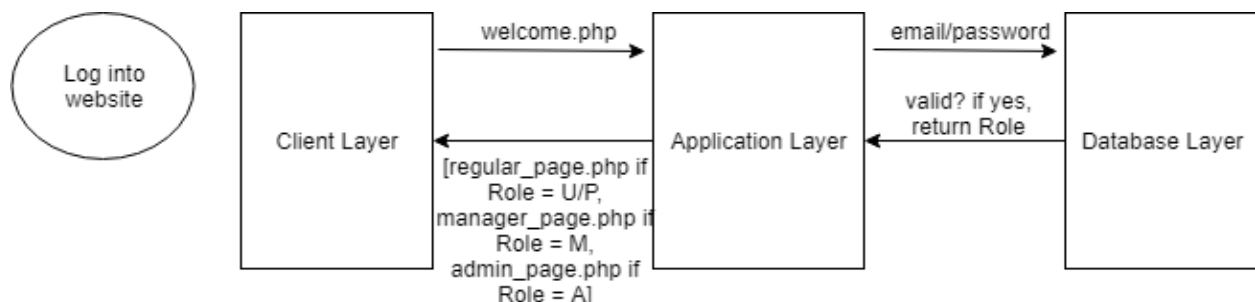 Log into
website
Client Layer
welcome.php
[regular_page.php if
Role = U/P,
manager_page.php if
Role = M,
admin_page.php if
Role = A]
Application Layer
email/password
valid? if yes,
return Role
Database Layer